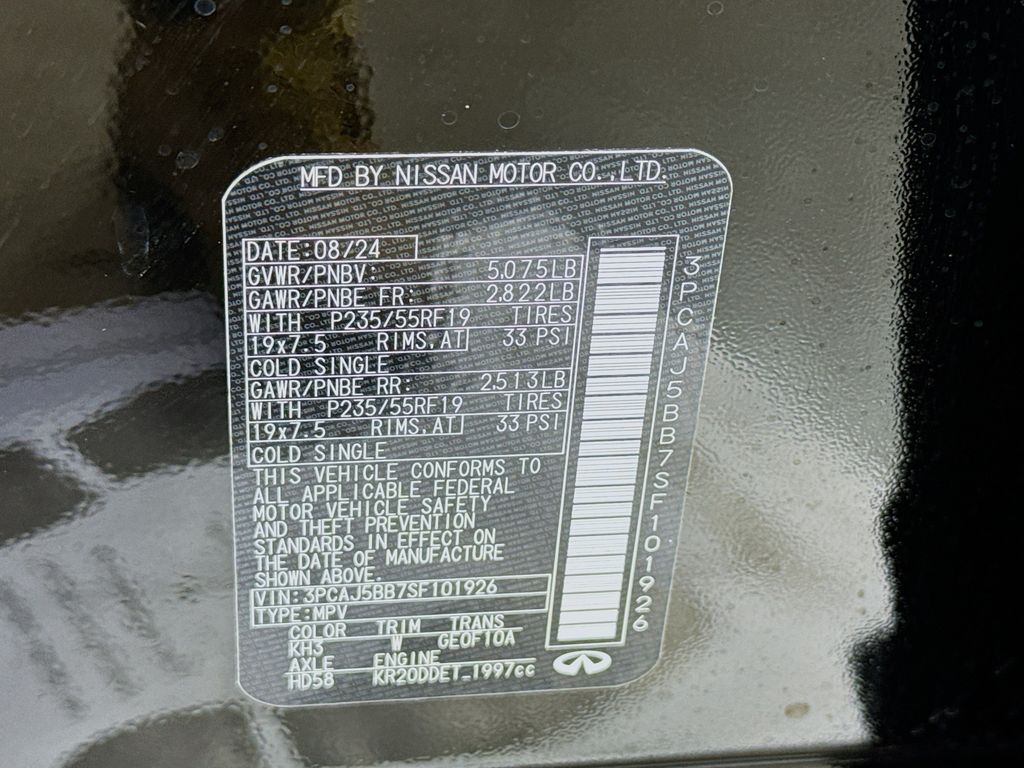 MFD BY NISSAN MOTOR CO.,LTD.
DATE:08/24
GVWR/PNBV: 5,075LB
GAWR/PNBE FR: 2,822LB
WITH P235/55RF19 TIRES
19x7.5 RIMS,AT 33 PSI
COLD SINGLE
GAWR/PNBE RR: 2,513LB
WITH P235/55RF19 TIRES
19x7.5 RIMS,AT 33 PSI
COLD SINGLE
THIS VEHICLE CONFORMS TO
ALL APPLICABLE FEDERAL
MOTOR VEHICLE SAFETY
AND THEFT PREVENTION
STANDARDS IN EFFECT ON
THE DATE OF MANUFACTURE
SHOWN ABOVE.
VIN:3PCAJ5BB7SF101926
TYPE:MPV
COLOR TRIM TRANS
KH3 W GE0F10A
AXLE ENGINE
HD58 KR20DDET-1997cc
3PCAJ5BB7SF101926